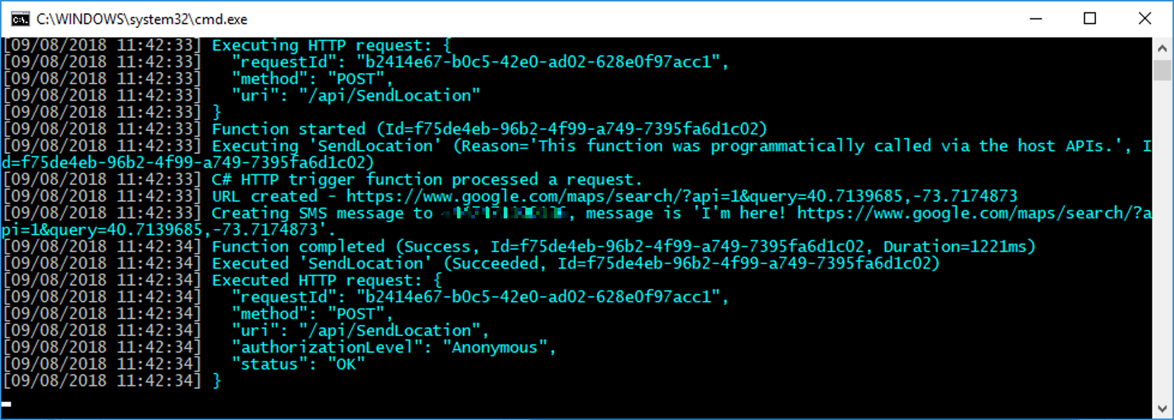 C:\WINDOWS\system32\cmd.exe
[09/08/2018 11:42:33] Executing HTTP request: {
[09/08/2018 11:42:33]   "requestId": "b2414e67-b0c5-42e0-ad02-628e0f97acc1",
[09/08/2018 11:42:33]   "method": "POST",
[09/08/2018 11:42:33]   "uri": "/api/SendLocation"
[09/08/2018 11:42:33] }
[09/08/2018 11:42:33] Function started (Id=f75de4eb-96b2-4f99-a749-7395fa6d1c02)
[09/08/2018 11:42:33] Executing 'SendLocation' (Reason='This function was programmatically called via the host APIs.', I
d=f75de4eb-96b2-4f99-a749-7395fa6d1c02)
[09/08/2018 11:42:33] C# HTTP trigger function processed a request.
[09/08/2018 11:42:33] URL created - https://www.google.com/maps/search/?api=1&query=40.7139685,-73.7174873
[09/08/2018 11:42:33] Creating SMS message to , message is 'I'm here! https://www.google.com/maps/search/?a
pi=1&query=40.7139685,-73.7174873'.
[09/08/2018 11:42:34] Function completed (Success, Id=f75de4eb-96b2-4f99-a749-7395fa6d1c02, Duration=1221ms)
[09/08/2018 11:42:34] Executed 'SendLocation' (Succeeded, Id=f75de4eb-96b2-4f99-a749-7395fa6d1c02)
[09/08/2018 11:42:34] Executed HTTP request: {
[09/08/2018 11:42:34]   "requestId": "b2414e67-b0c5-42e0-ad02-628e0f97acc1",
[09/08/2018 11:42:34]   "method": "POST",
[09/08/2018 11:42:34]   "uri": "/api/SendLocation",
[09/08/2018 11:42:34]   "authorizationLevel": "Anonymous",
[09/08/2018 11:42:34]   "status": "OK"
[09/08/2018 11:42:34] }